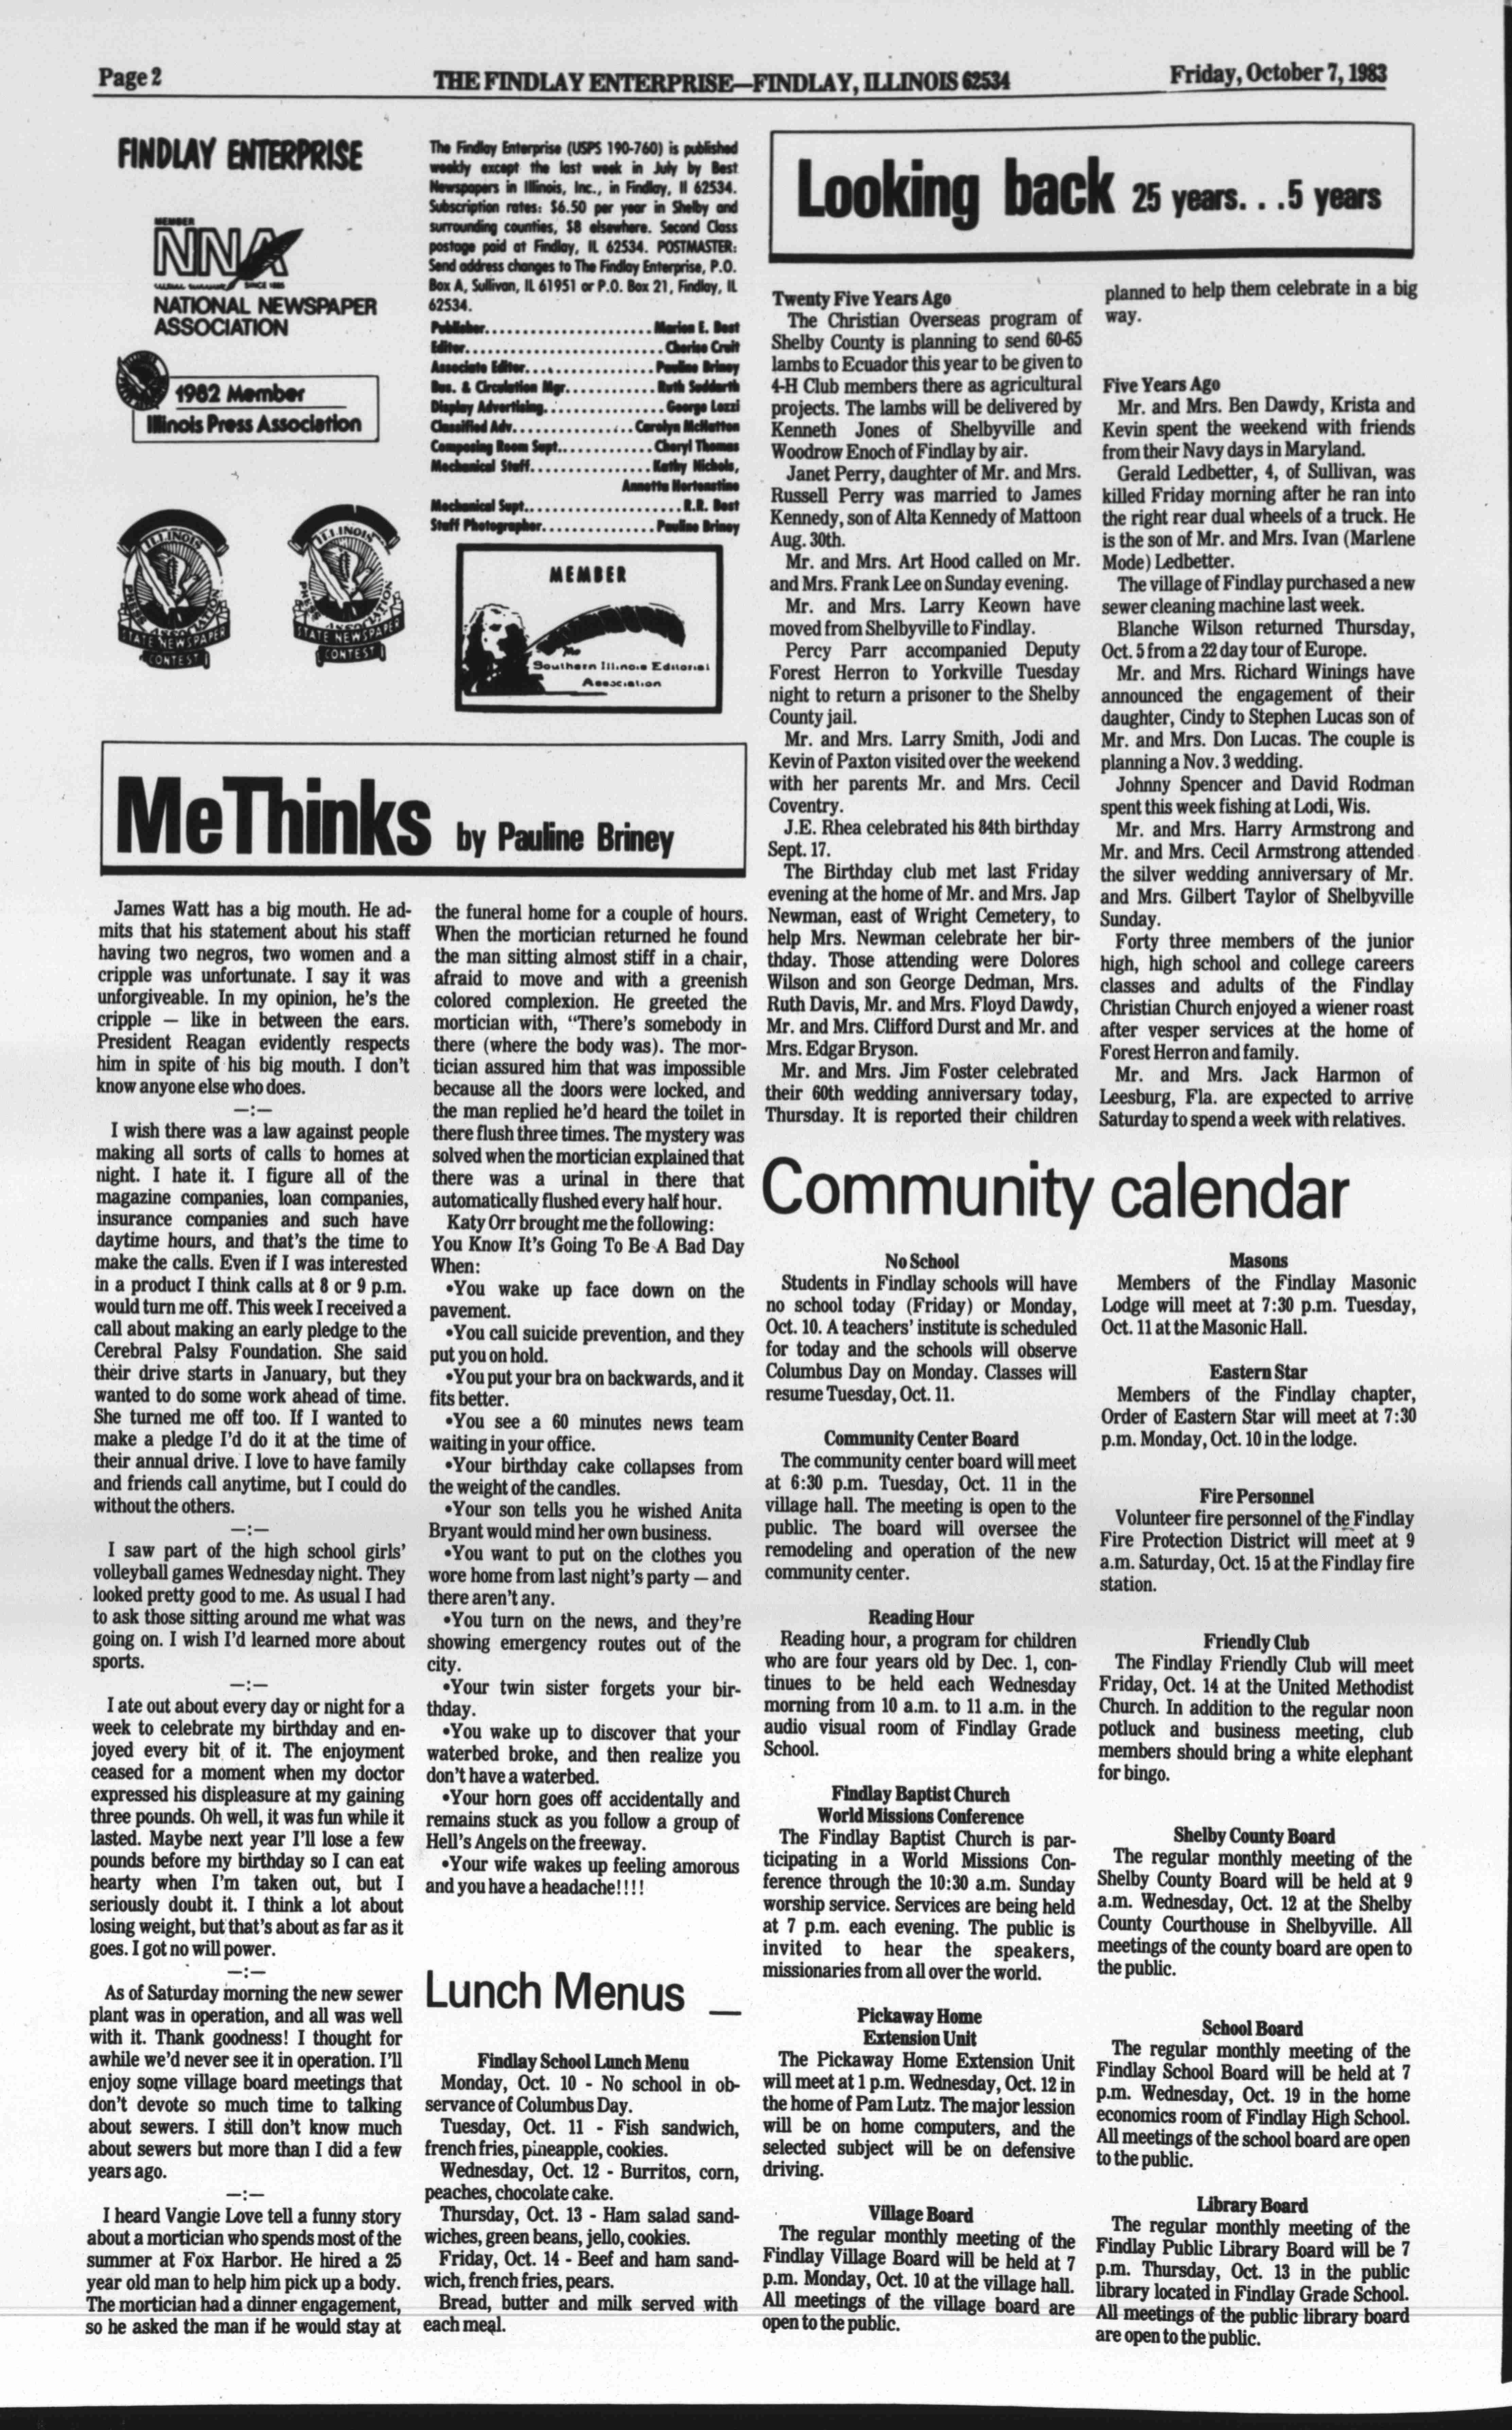 Page 2
THE FINDLAY ENTERPRISE—FINDLAY, ILLINOIS 62534
Friday, October 7, 1983
FINDLAY ENTERPRISE
MEMBER
NNA
SINCE 1885
NATIONAL NEWSPAPER
ASSOCIATION
1982 Member
Illinois Press Association
ILLINOIS
PRESS ASSOCIATION
STATE NEWSPAPER
CONTEST
ILLINOIS
PRESS ASSOCIATION
STATE NEWSPAPER
CONTEST
The Findlay Enterprise (USPS 190-760) is published
weekly except the last week in July by Best
Newspapers in Illinois, Inc., in Findlay, Il 62534.
Subscription rates: $6.50 per year in Shelby and
surrounding counties, $8 elsewhere. Second Class
postage paid at Findlay, IL 62534. POSTMASTER:
Send address changes to The Findlay Enterprise, P.O.
Box A, Sullivan, IL 61951 or P.O. Box 21, Findlay, IL
62534.
Publisher......................Marion E. Best
Editor..........................Cherise Cruit
Associate Editor.................Pauline Briney
Bus. & Circulation Mgr............Ruth Suddarth
Display Advertising................George Lozzi
Classified Adv................Carolyn McHatton
Composing Room Supt.............Cheryl Thomas
Mechanical Staff................Kathy Nichols,
Annetta Hortenstine
Mechanical Supt.....................R.R. Best
Staff Photographer...............Pauline Briney
MEMBER
Southern Illinois Editorial
Association
MeThinks by Pauline Briney
James Watt has a big mouth. He ad-
mits that his statement about his staff
having two negros, two women and a
cripple was unfortunate. I say it was
unforgiveable. In my opinion, he's the
cripple — like in between the ears.
President Reagan evidently respects
him in spite of his big mouth. I don't
know anyone else who does.
—:—
I wish there was a law against people
making all sorts of calls to homes at
night. I hate it. I figure all of the
magazine companies, loan companies,
insurance companies and such have
daytime hours, and that's the time to
make the calls. Even if I was interested
in a product I think calls at 8 or 9 p.m.
would turn me off. This week I received a
call about making an early pledge to the
Cerebral Palsy Foundation. She said
their drive starts in January, but they
wanted to do some work ahead of time.
She turned me off too. If I wanted to
make a pledge I'd do it at the time of
their annual drive. I love to have family
and friends call anytime, but I could do
without the others.
—:—
I saw part of the high school girls'
volleyball games Wednesday night. They
looked pretty good to me. As usual I had
to ask those sitting around me what was
going on. I wish I'd learned more about
sports.
—:—
I ate out about every day or night for a
week to celebrate my birthday and en-
joyed every bit of it. The enjoyment
ceased for a moment when my doctor
expressed his displeasure at my gaining
three pounds. Oh well, it was fun while it
lasted. Maybe next year I'll lose a few
pounds before my birthday so I can eat
hearty when I'm taken out, but I
seriously doubt it. I think a lot about
losing weight, but that's about as far as it
goes. I got no will power.
—:—
As of Saturday morning the new sewer
plant was in operation, and all was well
with it. Thank goodness! I thought for
awhile we'd never see it in operation. I'll
enjoy some village board meetings that
don't devote so much time to talking
about sewers. I still don't know much
about sewers but more than I did a few
years ago.
—:—
I heard Vangie Love tell a funny story
about a mortician who spends most of the
summer at Fox Harbor. He hired a 25
year old man to help him pick up a body.
The mortician had a dinner engagement,
so he asked the man if he would stay at
the funeral home for a couple of hours.
When the mortician returned he found
the man sitting almost stiff in a chair,
afraid to move and with a greenish
colored complexion. He greeted the
mortician with, "There's somebody in
there (where the body was). The mor-
tician assured him that was impossible
because all the doors were locked, and
the man replied he'd heard the toilet in
there flush three times. The mystery was
solved when the mortician explained that
there was a urinal in there that
automatically flushed every half hour.
Katy Orr brought me the following:
You Know It's Going To Be A Bad Day
When:
•You wake up face down on the
pavement.
•You call suicide prevention, and they
put you on hold.
•You put your bra on backwards, and it
fits better.
•You see a 60 minutes news team
waiting in your office.
•Your birthday cake collapses from
the weight of the candles.
•Your son tells you he wished Anita
Bryant would mind her own business.
•You want to put on the clothes you
wore home from last night's party — and
there aren't any.
•You turn on the news, and they're
showing emergency routes out of the
city.
•Your twin sister forgets your bir-
thday.
•You wake up to discover that your
waterbed broke, and then realize you
don't have a waterbed.
•Your horn goes off accidentally and
remains stuck as you follow a group of
Hell's Angels on the freeway.
•Your wife wakes up feeling amorous
and you have a headache!!!!
Lunch Menus
Findlay School Lunch Menu
Monday, Oct. 10 - No school in ob-
servance of Columbus Day.
Tuesday, Oct. 11 - Fish sandwich,
french fries, pineapple, cookies.
Wednesday, Oct. 12 - Burritos, corn,
peaches, chocolate cake.
Thursday, Oct. 13 - Ham salad sand-
wiches, green beans, jello, cookies.
Friday, Oct. 14 - Beef and ham sand-
wich, french fries, pears.
Bread, butter and milk served with
each meal.
Looking back 25 years. . .5 years
Twenty Five Years Ago
The Christian Overseas program of
Shelby County is planning to send 60-65
lambs to Ecuador this year to be given to
4-H Club members there as agricultural
projects. The lambs will be delivered by
Kenneth Jones of Shelbyville and
Woodrow Enoch of Findlay by air.
Janet Perry, daughter of Mr. and Mrs.
Russell Perry was married to James
Kennedy, son of Alta Kennedy of Mattoon
Aug. 30th.
Mr. and Mrs. Art Hood called on Mr.
and Mrs. Frank Lee on Sunday evening.
Mr. and Mrs. Larry Keown have
moved from Shelbyville to Findlay.
Percy Parr accompanied Deputy
Forest Herron to Yorkville Tuesday
night to return a prisoner to the Shelby
County jail.
Mr. and Mrs. Larry Smith, Jodi and
Kevin of Paxton visited over the weekend
with her parents Mr. and Mrs. Cecil
Coventry.
J.E. Rhea celebrated his 84th birthday
Sept. 17.
The Birthday club met last Friday
evening at the home of Mr. and Mrs. Jap
Newman, east of Wright Cemetery, to
help Mrs. Newman celebrate her bir-
thday. Those attending were Dolores
Wilson and son George Dedman, Mrs.
Ruth Davis, Mr. and Mrs. Floyd Dawdy,
Mr. and Mrs. Clifford Durst and Mr. and
Mrs. Edgar Bryson.
Mr. and Mrs. Jim Foster celebrated
their 60th wedding anniversary today,
Thursday. It is reported their children
planned to help them celebrate in a big
way.
Five Years Ago
Mr. and Mrs. Ben Dawdy, Krista and
Kevin spent the weekend with friends
from their Navy days in Maryland.
Gerald Ledbetter, 4, of Sullivan, was
killed Friday morning after he ran into
the right rear dual wheels of a truck. He
is the son of Mr. and Mrs. Ivan (Marlene
Mode) Ledbetter.
The village of Findlay purchased a new
sewer cleaning machine last week.
Blanche Wilson returned Thursday,
Oct. 5 from a 22 day tour of Europe.
Mr. and Mrs. Richard Winings have
announced the engagement of their
daughter, Cindy to Stephen Lucas son of
Mr. and Mrs. Don Lucas. The couple is
planning a Nov. 3 wedding.
Johnny Spencer and David Rodman
spent this week fishing at Lodi, Wis.
Mr. and Mrs. Harry Armstrong and
Mr. and Mrs. Cecil Armstrong attended
the silver wedding anniversary of Mr.
and Mrs. Gilbert Taylor of Shelbyville
Sunday.
Forty three members of the junior
high, high school and college careers
classes and adults of the Findlay
Christian Church enjoyed a wiener roast
after vesper services at the home of
Forest Herron and family.
Mr. and Mrs. Jack Harmon of
Leesburg, Fla. are expected to arrive
Saturday to spend a week with relatives.
Community calendar
No School
Students in Findlay schools will have
no school today (Friday) or Monday,
Oct. 10. A teachers' institute is scheduled
for today and the schools will observe
Columbus Day on Monday. Classes will
resume Tuesday, Oct. 11.
Community Center Board
The community center board will meet
at 6:30 p.m. Tuesday, Oct. 11 in the
village hall. The meeting is open to the
public. The board will oversee the
remodeling and operation of the new
community center.
Reading Hour
Reading hour, a program for children
who are four years old by Dec. 1, con-
tinues to be held each Wednesday
morning from 10 a.m. to 11 a.m. in the
audio visual room of Findlay Grade
School.
Findlay Baptist Church
World Missions Conference
The Findlay Baptist Church is par-
ticipating in a World Missions Con-
ference through the 10:30 a.m. Sunday
worship service. Services are being held
at 7 p.m. each evening. The public is
invited to hear the speakers,
missionaries from all over the world.
Pickaway Home
Extension Unit
The Pickaway Home Extension Unit
will meet at 1 p.m. Wednesday, Oct. 12 in
the home of Pam Lutz. The major lession
will be on home computers, and the
selected subject will be on defensive
driving.
Village Board
The regular monthly meeting of the
Findlay Village Board will be held at 7
p.m. Monday, Oct. 10 at the village hall.
All meetings of the village board are
open to the public.
Masons
Members of the Findlay Masonic
Lodge will meet at 7:30 p.m. Tuesday,
Oct. 11 at the Masonic Hall.
Eastern Star
Members of the Findlay chapter,
Order of Eastern Star will meet at 7:30
p.m. Monday, Oct. 10 in the lodge.
Fire Personnel
Volunteer fire personnel of the Findlay
Fire Protection District will meet at 9
a.m. Saturday, Oct. 15 at the Findlay fire
station.
Friendly Club
The Findlay Friendly Club will meet
Friday, Oct. 14 at the United Methodist
Church. In addition to the regular noon
potluck and business meeting, club
members should bring a white elephant
for bingo.
Shelby County Board
The regular monthly meeting of the
Shelby County Board will be held at 9
a.m. Wednesday, Oct. 12 at the Shelby
County Courthouse in Shelbyville. All
meetings of the county board are open to
the public.
School Board
The regular monthly meeting of the
Findlay School Board will be held at 7
p.m. Wednesday, Oct. 19 in the home
economics room of Findlay High School.
All meetings of the school board are open
to the public.
Library Board
The regular monthly meeting of the
Findlay Public Library Board will be 7
p.m. Thursday, Oct. 13 in the public
library located in Findlay Grade School.
All meetings of the public library board
are open to the public.